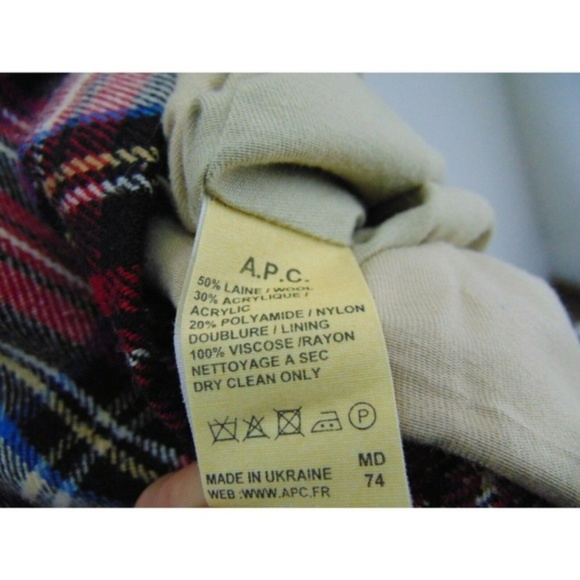 A.P.C.
50% LAINE / WOOL
30% ACRYLIQUE /
ACRYLIC
20% POLYAMIDE / NYLON
DOUBLURE / LINING
100% VISCOSE /RAYON
NETTOYAGE A SEC
DRY CLEAN ONLY
P
MADE IN UKRAINE MD
WEB :WWW.APC.FR 74